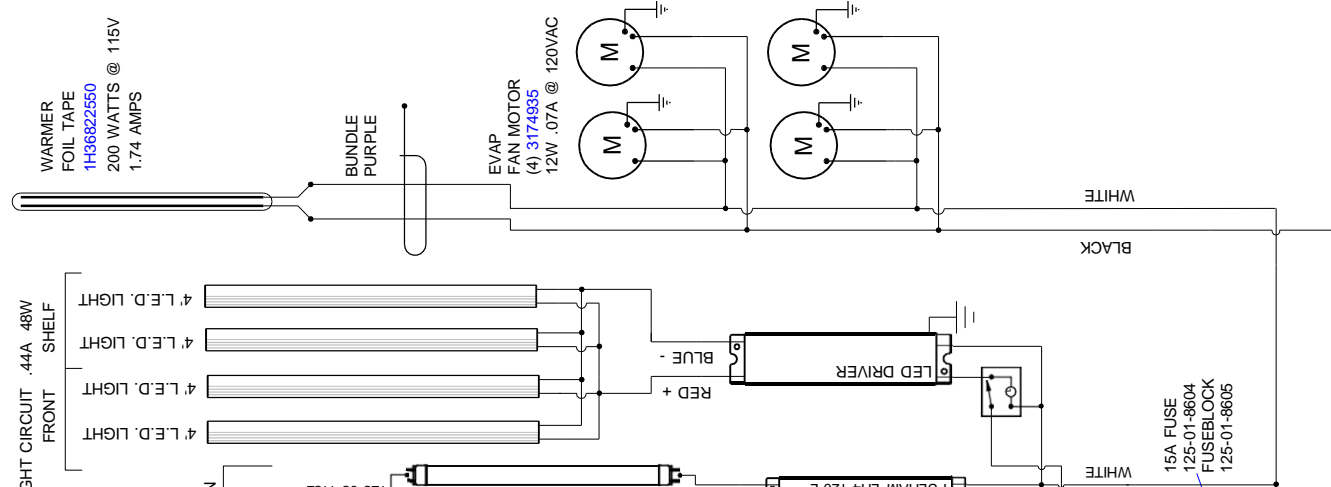 WARMER
FOIL TAPE
1H36822550
200 WATTS @ 115V
1.74 AMPS
BUNDLE
PURPLE
EVAP
FAN MOTOR
(4) 3174935
12W .07A @ 120VAC
M
M
M
M
WHITE
BLACK
.44A 48W
SHELF
FRONT
4' L.E.D. LIGHT
4' L.E.D. LIGHT
4' L.E.D. LIGHT
4' L.E.D. LIGHT
BLUE -
RED +
LED DRIVER
15A FUSE
125-01-8604
FUSEBLOCK
125-01-8605
CIRCUIT
WHITE